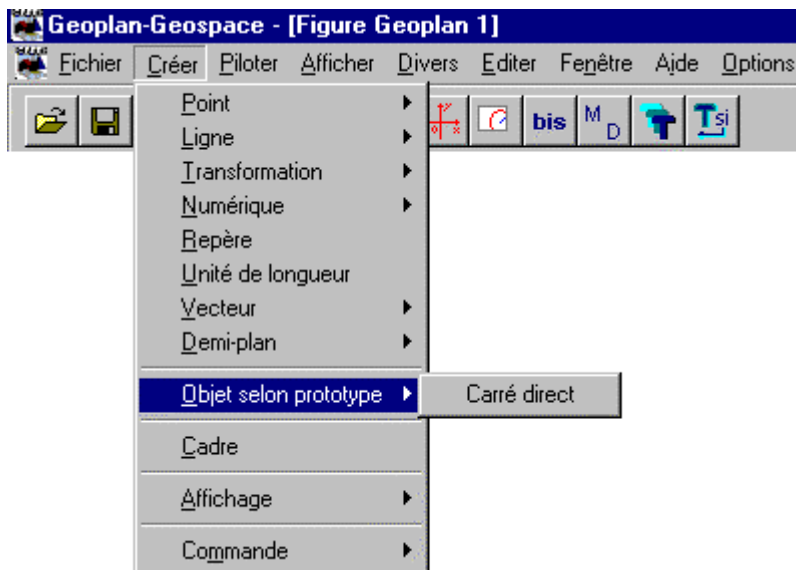 Geoplan-Geospace - [Figure Geoplan 1]
Fichier Créer Piloter Afficher Divers Editer Fenêtre Aide Options
bis M D T Tsi
Point
Ligne
Transformation
Numérique
Repère
Unité de longueur
Vecteur
Demi-plan
Objet selon prototype Carré direct
Cadre
Affichage
Commande